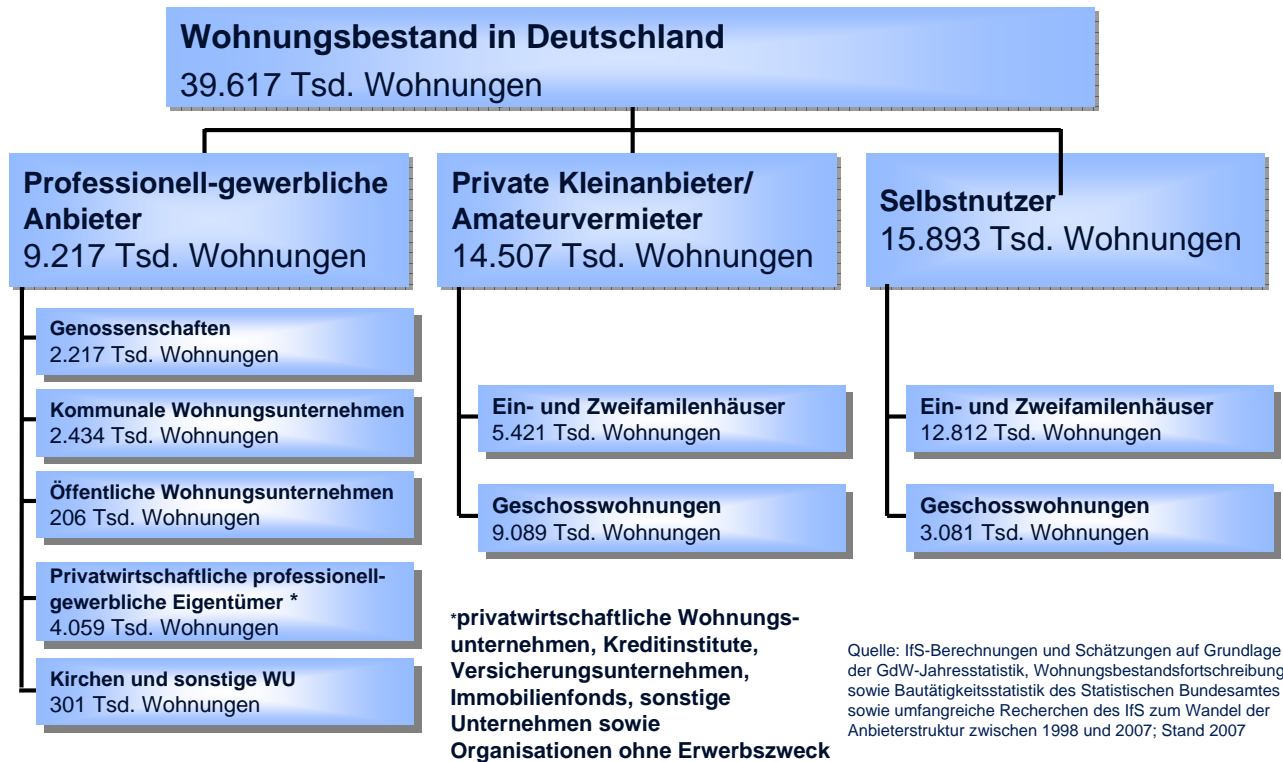 Wohnungsbestand in Deutschland
39.617 Tsd. Wohnungen
Professionell-gewerbliche
Anbieter
9.217 Tsd. Wohnungen
Genossenschaften
2.217 Tsd. Wohnungen
Kommunale Wohnungsunternehmen
2.434 Tsd. Wohnungen
Öffentliche Wohnungsunternehmen
206 Tsd. Wohnungen
Privatwirtschaftliche professionell-
gewerbliche Eigentümer *
4.059 Tsd. Wohnungen
Kirchen und sonstige WU
301 Tsd. Wohnungen
Private Kleinanbieter/
Amateurvermieter
14.507 Tsd. Wohnungen
Ein- und Zweifamilenhäuser
5.421 Tsd. Wohnungen
Geschosswohnungen
9.089 Tsd. Wohnungen
Selbstnutzer
15.893 Tsd. Wohnungen
Ein- und Zweifamilenhäuser
12.812 Tsd. Wohnungen
Geschosswohnungen
3.081 Tsd. Wohnungen
*privatwirtschaftliche Wohnungs-
unternehmen, Kreditinstitute,
Versicherungsunternehmen,
Immobilienfonds, sonstige
Unternehmen sowie
Organisationen ohne Erwerbszweck
Quelle: IfS-Berechnungen und Schätzungen auf Grundlage
der GdW-Jahresstatistik, Wohnungsbestandsfortschreibung
sowie Bautätigkeitsstatistik des Statistischen Bundesamtes
sowie umfangreiche Recherchen des IfS zum Wandel der
Anbieterstruktur zwischen 1998 und 2007; Stand 2007